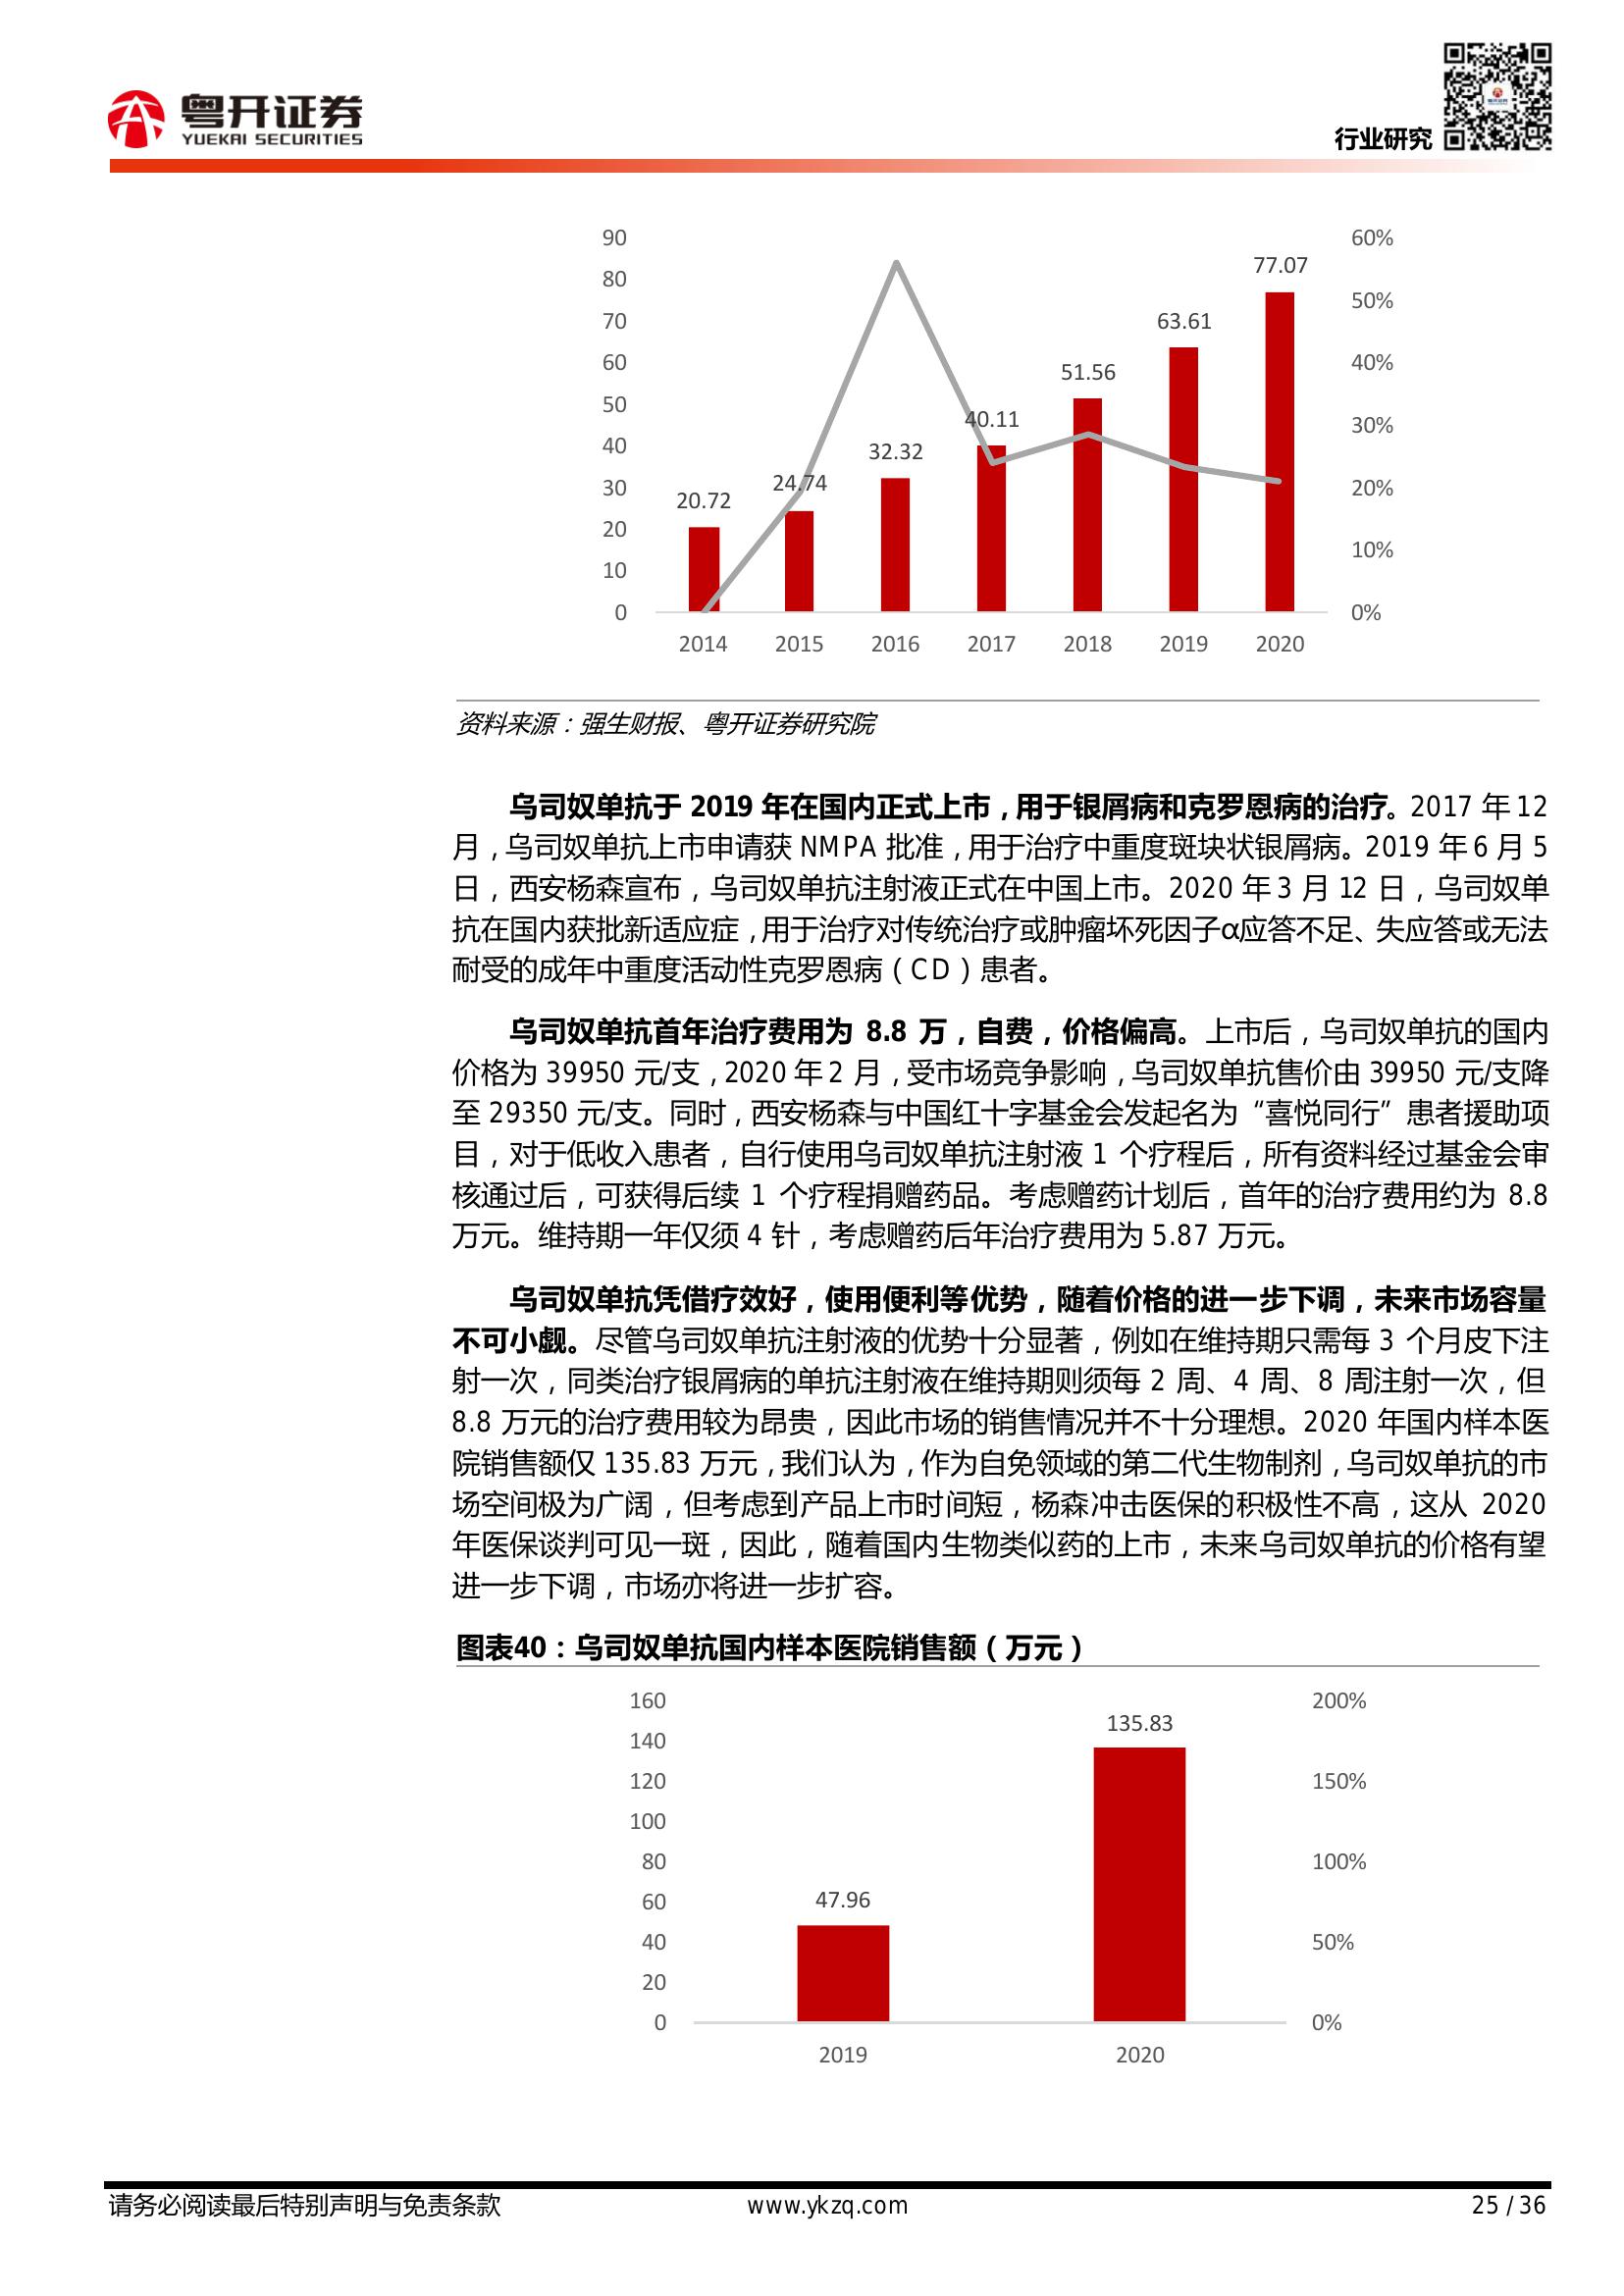 粤开证券
YUEKAI SECURITIES
行业研究
90
80
70
60
50
40
30
20
10
0
60%
50%
40%
30%
20%
10%
0%
20.72
24.74
32.32
40.11
51.56
63.61
77.07
2014 2015 2016 2017 2018 2019 2020
资料来源：强生财报、粤开证券研究院
乌司奴单抗于 2019 年在国内正式上市，用于银屑病和克罗恩病的治疗。2017 年 12
月，乌司奴单抗上市申请获 NMPA 批准，用于治疗中重度斑块状银屑病。2019 年 6 月 5
日，西安杨森宣布，乌司奴单抗注射液正式在中国上市。2020 年 3 月 12 日，乌司奴单
抗在国内获批新适应症，用于治疗对传统治疗或肿瘤坏死因子α应答不足、失应答或无法
耐受的成年中重度活动性克罗恩病（CD）患者。
乌司奴单抗首年治疗费用为 8.8 万，自费，价格偏高。上市后，乌司奴单抗的国内
价格为 39950 元/支，2020 年 2 月，受市场竞争影响，乌司奴单抗售价由 39950 元/支降
至 29350 元/支。同时，西安杨森与中国红十字基金会发起名为“喜悦同行”患者援助项
目，对于低收入患者，自行使用乌司奴单抗注射液 1 个疗程后，所有资料经过基金会审
核通过后，可获得后续 1 个疗程捐赠药品。考虑赠药计划后，首年的治疗费用约为 8.8
万元。维持期一年仅须 4 针，考虑赠药后年治疗费用为 5.87 万元。
乌司奴单抗凭借疗效好，使用便利等优势，随着价格的进一步下调，未来市场容量
不可小觑。尽管乌司奴单抗注射液的优势十分显著，例如在维持期只需每 3 个月皮下注
射一次，同类治疗银屑病的单抗注射液在维持期则须每 2 周、4 周、8 周注射一次，但
8.8 万元的治疗费用较为昂贵，因此市场的销售情况并不十分理想。2020 年国内样本医
院销售额仅 135.83 万元，我们认为，作为自免领域的第二代生物制剂，乌司奴单抗的市
场空间极为广阔，但考虑到产品上市时间短，杨森冲击医保的积极性不高，这从 2020
年医保谈判可见一斑，因此，随着国内生物类似药的上市，未来乌司奴单抗的价格有望
进一步下调，市场亦将进一步扩容。
图表40：乌司奴单抗国内样本医院销售额（万元）
160
140
120
100
80
60
40
20
0
200%
150%
100%
50%
0%
47.96
135.83
2019 2020
请务必阅读最后特别声明与免责条款
www.ykzq.com
25 / 36